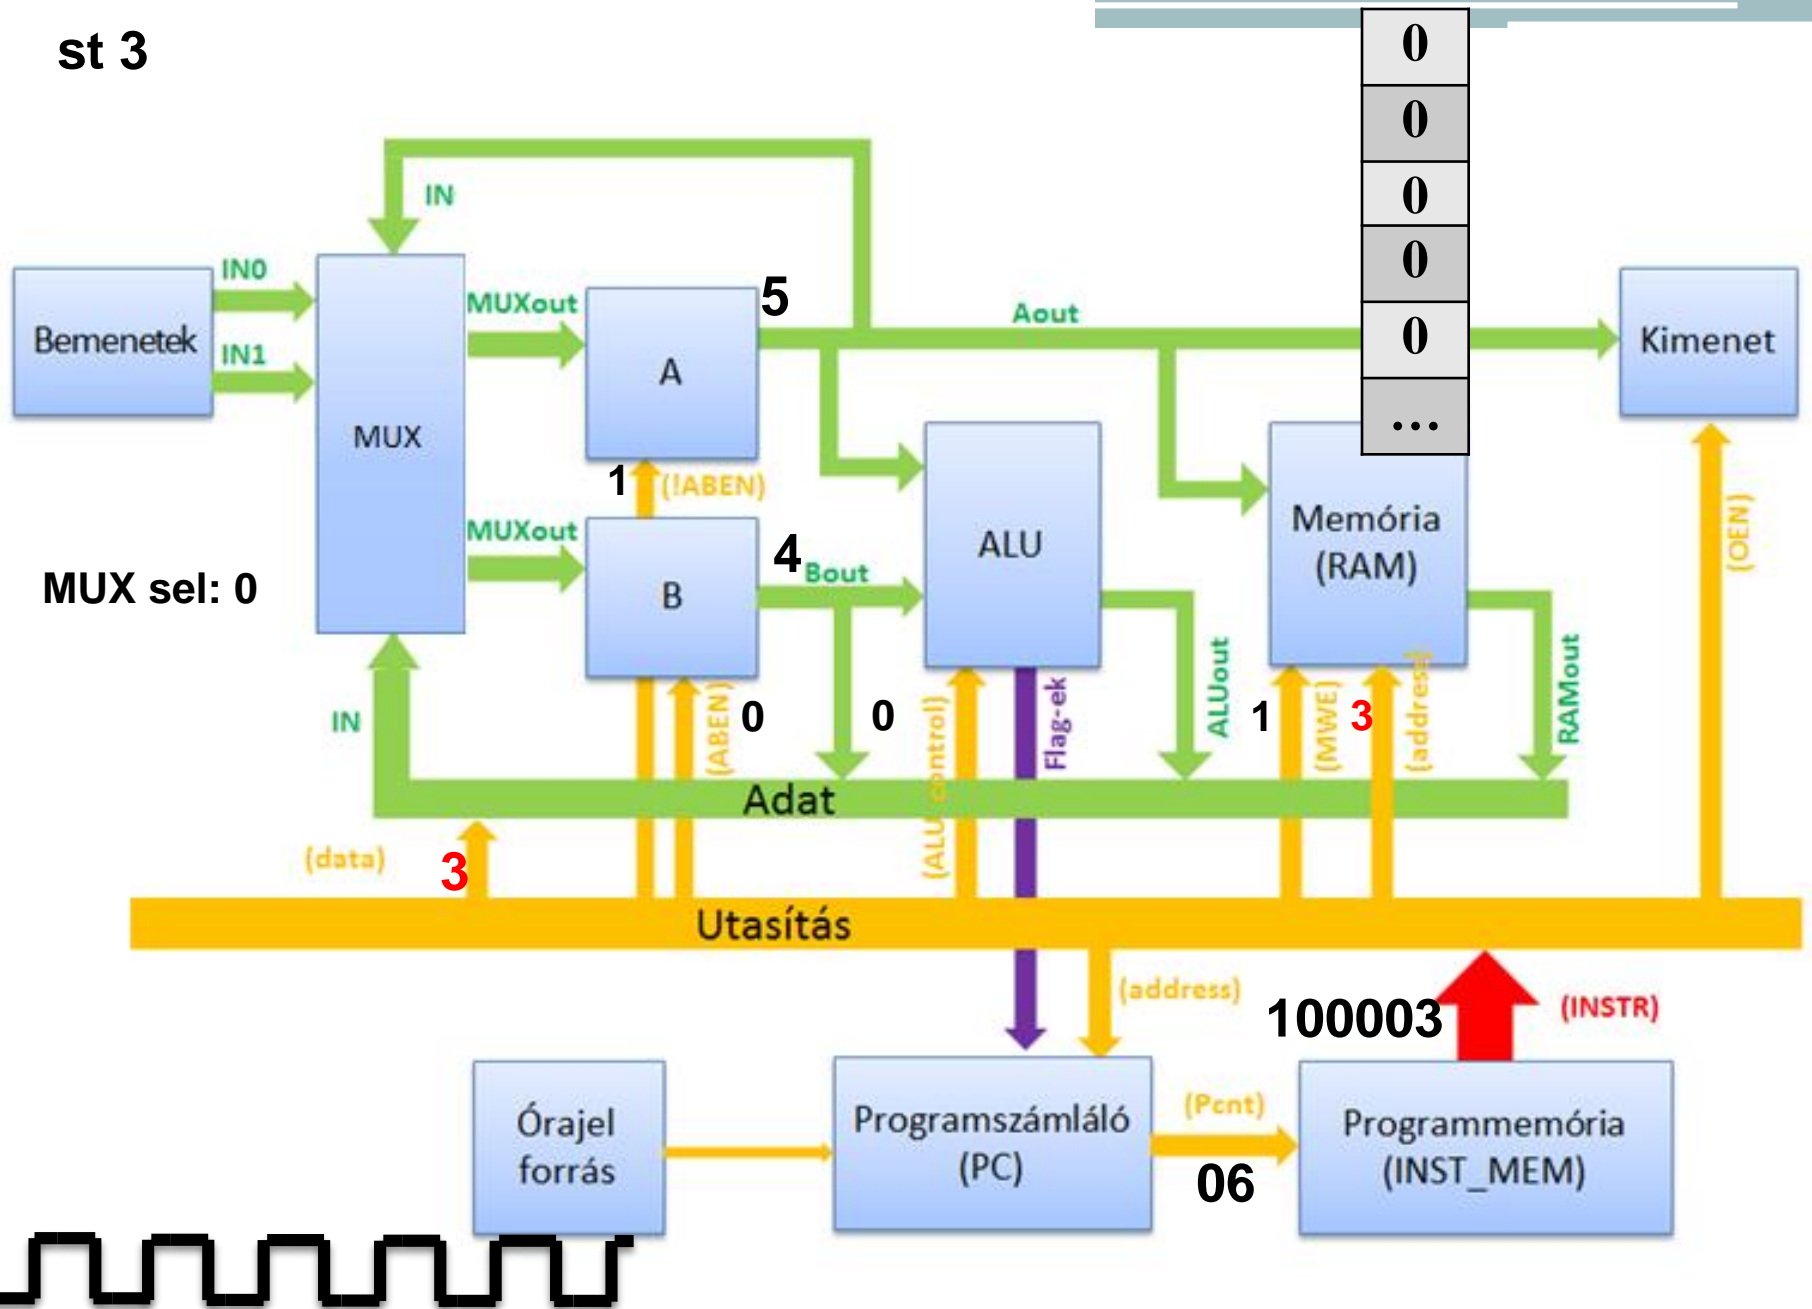 st 3
0
0
0
0
0
...
IN
Bemenetek
IN0
IN1
MUX
MUXout
A
5
Aout
Kimenet
1
(!ABEN)
MUXout
B
4
Bout
ALU
Memória
(RAM)
(OEN)
MUX sel: 0
IN
(ABEN)
0
0
(ALU control)
Flag-ek
ALUout
1
(MWE)
3
(address)
RAMout
Adat
(data)
3
Utasítás
(address)
100003
(INSTR)
Órajel
forrás
Programszámláló
(PC)
(Pcnt)
06
Programmemória
(INST_MEM)